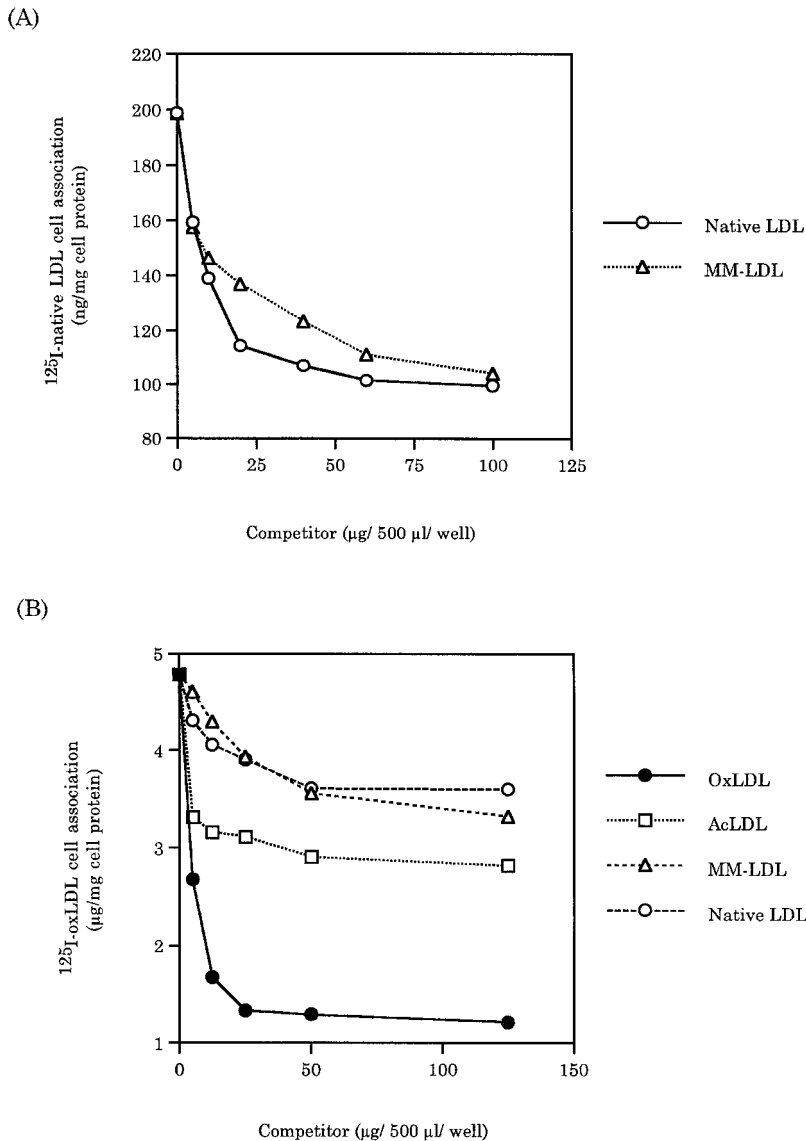 (A)
125I-native LDL cell association
(ng/mg cell protein)
220
200
180
160
140
120
100
80
0
25
50
75
100
125
Competitor (µg/ 500 µl/ well)
Native LDL
MM-LDL
(B)
125I-oxLDL cell association
(µg/mg cell protein)
5
4
3
2
1
0
50
100
150
Competitor (µg/ 500 µl/ well)
OxLDL
AcLDL
MM-LDL
Native LDL